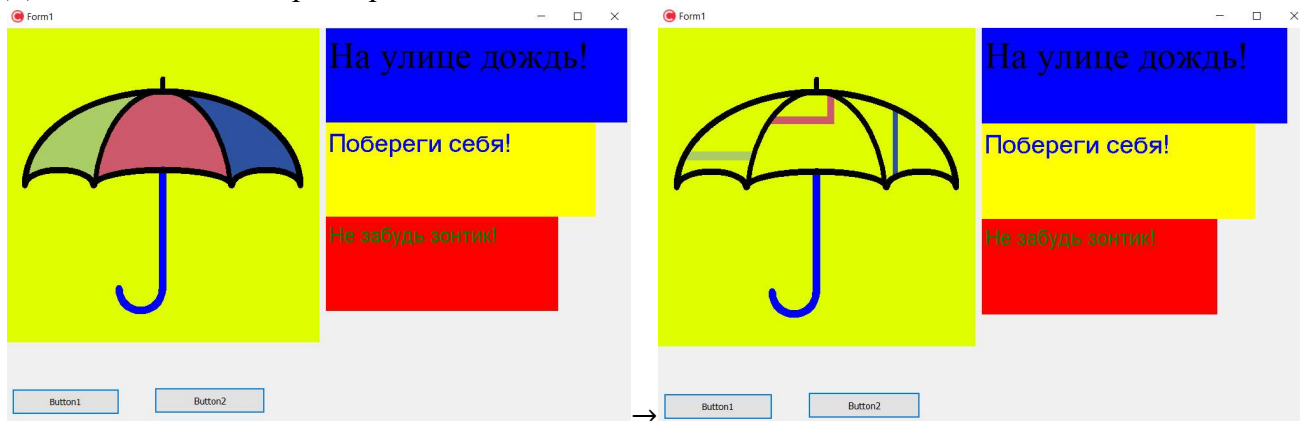 Form1
На улице дождь!
Побереги себя!
Не забудь зонтик!
Button1 Button2
→
Form1
На улице дождь!
Побереги себя!
Не забудь зонтик!
Button1 Button2